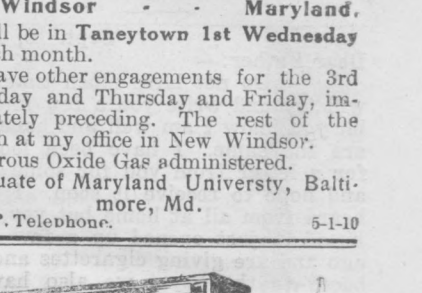 Windsor - - Maryland.
ll be in Taneytown 1st Wednesday
ch month.
ave other engagements for the 3rd
day and Thursday and Friday, im-
ately preceding. The rest of the
h at my office in New Windsor.
rous Oxide Gas administered.
uate of Maryland Universty, Balti-
more, Md.
P. Telephone. 5-1-10